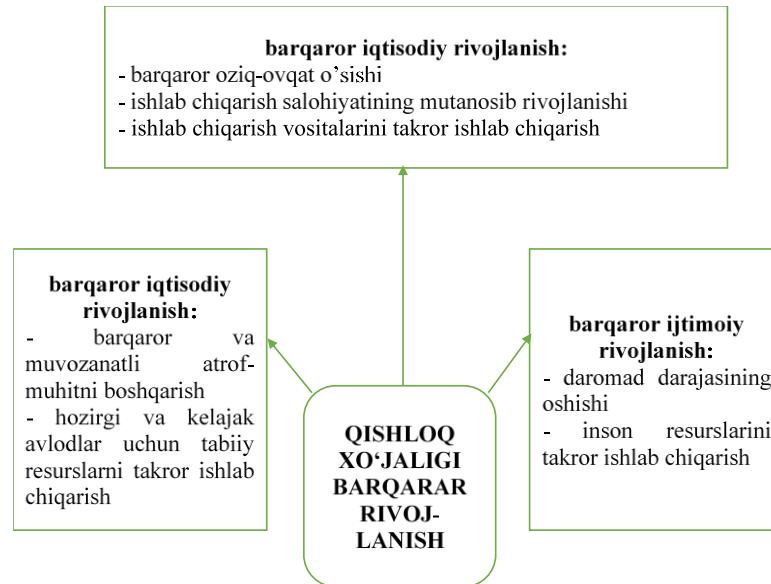 barqaror iqtisodiy rivojlanish:
- barqaror oziq-ovqat o’sishi
- ishlab chiqarish salohiyatining mutanosib rivojlanishi
- ishlab chiqarish vositalarini takror ishlab chiqarish
barqaror iqtisodiy
rivojlanish:
- barqaror va
muvozanatli atrof-
muhitni boshqarish
- hozirgi va kelajak
avlodlar uchun tabiiy
resurslarni takror ishlab
chiqarish
barqaror ijtimoiy
rivojlanish:
- daromad darajasining
oshishi
- inson resurslarini
takror ishlab chiqarish
QISHLOQ
XO‘JALIGI
BARQARAR
RIVOJ-
LANISH